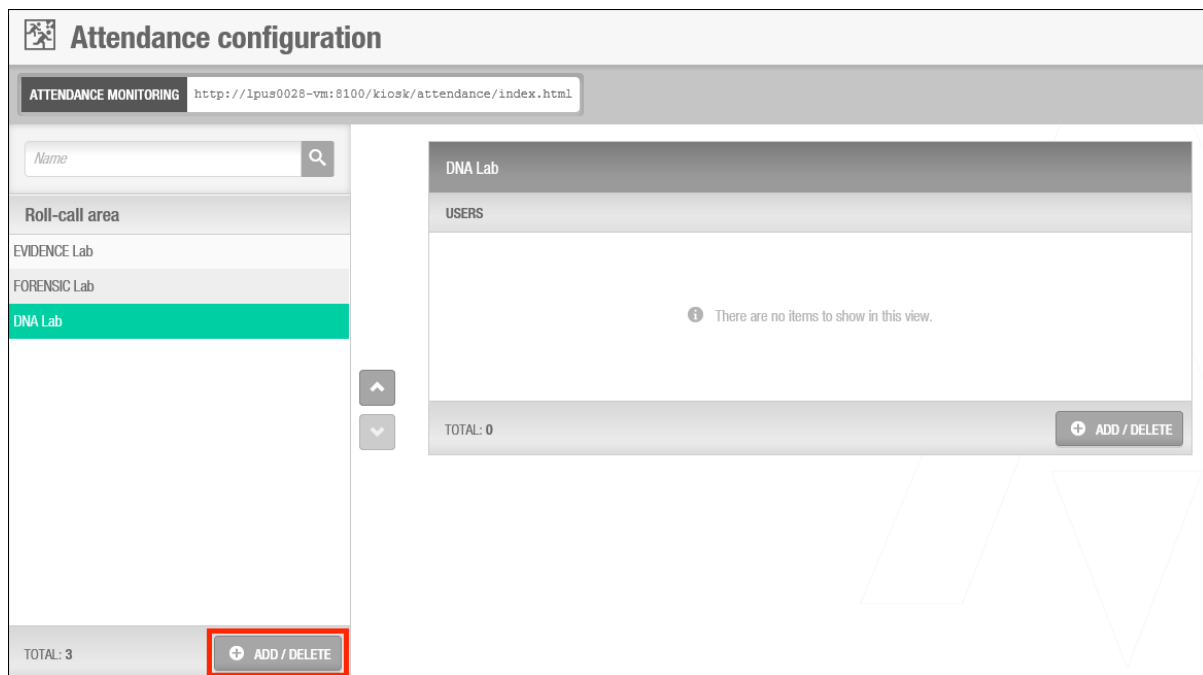 Attendance configuration
ATTENDANCE MONITORING http://lpus0028-vm:8100/kiosk/attendance/index.html
Name
Roll-call area
EVIDENCE Lab
FORENSIC Lab
DNA Lab
TOTAL: 3
ADD / DELETE
DNA Lab
USERS
There are no items to show in this view.
TOTAL: 0
ADD / DELETE